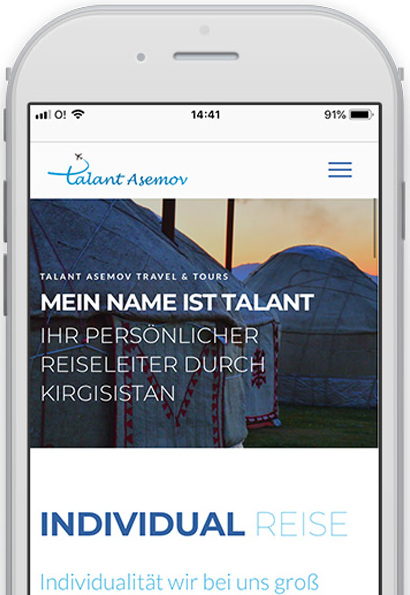 O! 14:41 91%
Talant Asemov
TALANT ASEMOV TRAVEL & TOURS
MEIN NAME IST TALANT
IHR PERSÖNLICHER
REISELEITER DURCH
KIRGISISTAN
INDIVIDUAL REISE
Individualität wir bei uns groß